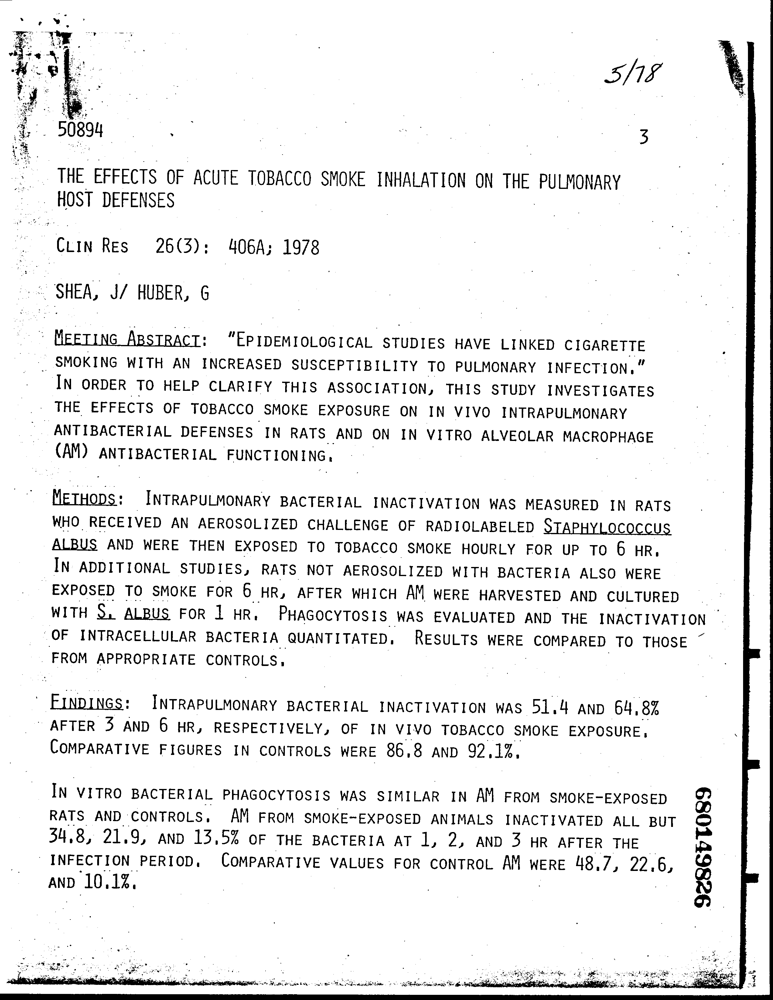 5/78
50894
3
THE EFFECTS OF ACUTE TOBACCO SMOKE INHALATION ON THE PULMONARY
HOST DEFENSES
CLIN RES 26(3): 406A; 1978
SHEA, J/ HUBER, G
MEETING ABSTRACT: "EPIDEMIOLOGICAL STUDIES HAVE LINKED CIGARETTE
SMOKING WITH AN INCREASED SUSCEPTIBILITY TO PULMONARY INFECTION."
IN ORDER TO HELP CLARIFY THIS ASSOCIATION, THIS STUDY INVESTIGATES
THE EFFECTS OF TOBACCO SMOKE EXPOSURE ON IN VIVO INTRAPULMONARY
ANTIBACTERIAL DEFENSES IN RATS AND ON IN VITRO ALVEOLAR MACROPHAGE
(AM) ANTIBACTERIAL FUNCTIONING.
METHODS: INTRAPULMONARY BACTERIAL INACTIVATION WAS MEASURED IN RATS
WHO RECEIVED AN AEROSOLIZED CHALLENGE OF RADIOLABELED STAPHYLOCOCCUS
ALBUS AND WERE THEN EXPOSED TO TOBACCO SMOKE HOURLY FOR UP TO 6 HR.
IN ADDITIONAL STUDIES, RATS NOT AEROSOLIZED WITH BACTERIA ALSO WERE
EXPOSED TO SMOKE FOR 6 HR, AFTER WHICH AM WERE HARVESTED AND CULTURED
WITH S. ALBUS FOR 1 HR. PHAGOCYTOSIS WAS EVALUATED AND THE INACTIVATION
OF INTRACELLULAR BACTERIA QUANTITATED. RESULTS WERE COMPARED TO THOSE
FROM APPROPRIATE CONTROLS.
FINDINGS: INTRAPULMONARY BACTERIAL INACTIVATION WAS 51.4 AND 64.8%
AFTER 3 AND 6 HR, RESPECTIVELY, OF IN VIVO TOBACCO SMOKE EXPOSURE.
COMPARATIVE FIGURES IN CONTROLS WERE 86.8 AND 92.1%.
IN VITRO BACTERIAL PHAGOCYTOSIS WAS SIMILAR IN AM FROM SMOKE-EXPOSED
RATS AND CONTROLS. AM FROM SMOKE-EXPOSED ANIMALS INACTIVATED ALL BUT
34.8, 21.9, AND 13.5% OF THE BACTERIA AT 1, 2, AND 3 HR AFTER THE
INFECTION PERIOD. COMPARATIVE VALUES FOR CONTROL AM WERE 48.7, 22.6,
AND 10.1%.
680149826